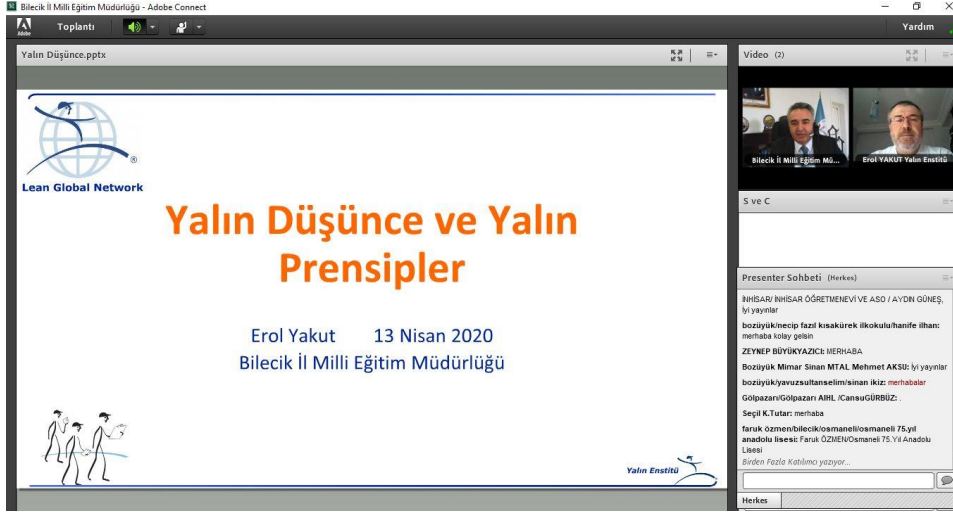 Bilecik İl Milli Eğitim Müdürlüğü - Adobe Connect
Adobe
Toplantı
Yardım
Yalın Düşünce.pptx
Lean Global Network
Yalın Düşünce ve Yalın
Prensipler
Erol Yakut 13 Nisan 2020
Bilecik İl Milli Eğitim Müdürlüğü
Yalın Enstitü
Video (2)
Bilecik İl Milli Eğitim Mü...
Erol YAKUT Yalın Enstitü
S ve C
Presenter Sohbeti (Herkes)
İNHİSAR/ İNHİSAR ÖĞRETMENEVİ VE ASO / AYDIN GÜNEŞ,
İyi yayınlar
bozüyük/necip fazıl kısakürek ilkokulu/hanife ilhan:
merhaba kolay gelsin
ZEYNEP BÜYÜKYAZICI: MERHABA
Bozüyük Mimar Sinan MTAL Mehmet AKSU: İyi yayınlar
bozüyük/yavuzsultanselim/sinan ikiz: merhabalar
Gölpazarı/Gölpazarı AIHL /CansuGÜRBÜZ: .
Seçil K.Tutar: merhaba
faruk özmen/bilecik/osmaneli/osmaneli 75.yıl
anadolu lisesi: Faruk ÖZMEN/Osmaneli 75.Yıl Anadolu
Lisesi
Birden Fazla Katılımcı yazıyor...
Herkes